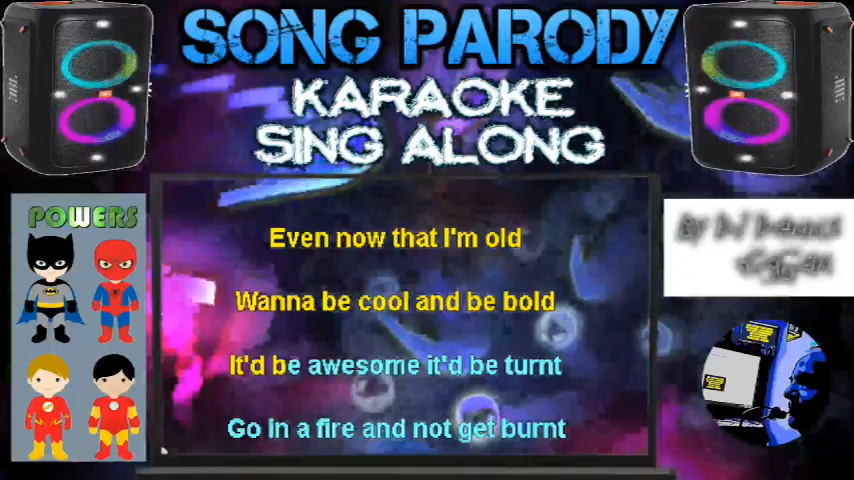 SONG PARODY
KARAOKE
SING ALONG
POWERS
Even now that I'm old
Wanna be cool and be bold
It'd be awesome it'd be turnt
Go in a fire and not get burnt